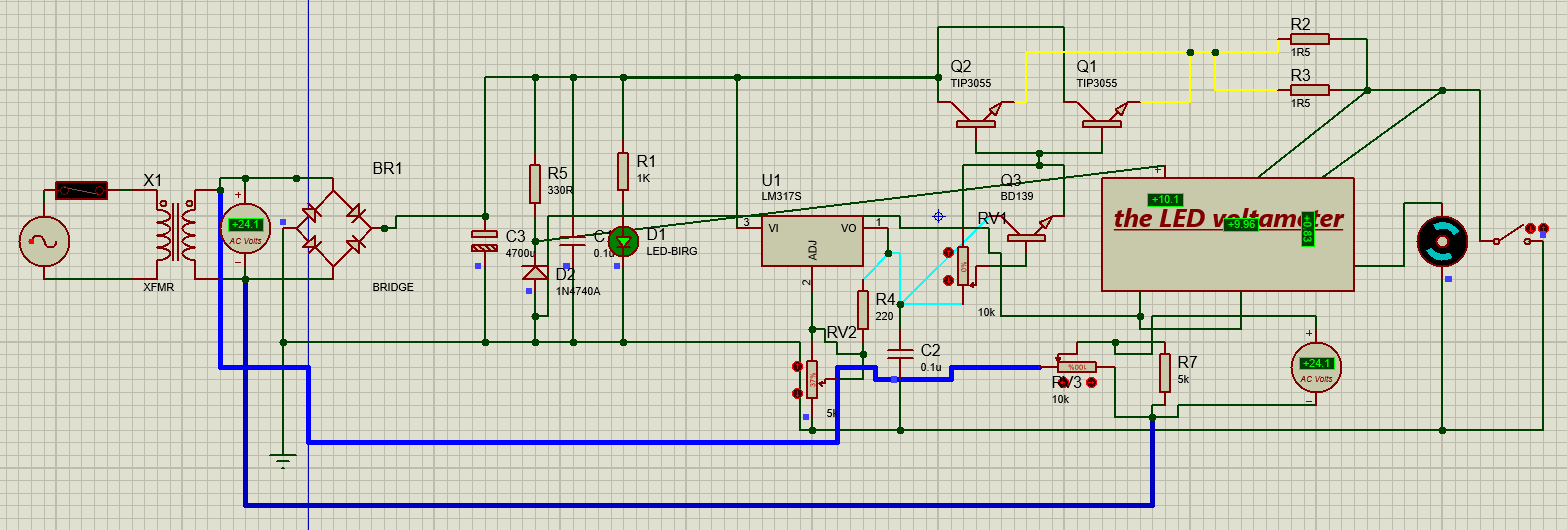 R2
1R5
R3
1R5
Q2
TIP3055
Q1
TIP3055
X1
XFMR
+24.1
AC Volts
BR1
BRIDGE
C3
4700u
R5
330R
D2
1N4740A
0.1u
R1
1K
D1
LED-BIRG
U1
LM317S
3
VI
VO
1
ADJ
2
Q3
BD139
RV1
0%
10k
R4
220
RV2
37%
5k
C2
0.1u
RV3
100%
10k
R7
5k
+10.1
the LED voltameter
+9.96
+0.83
+24.1
AC Volts